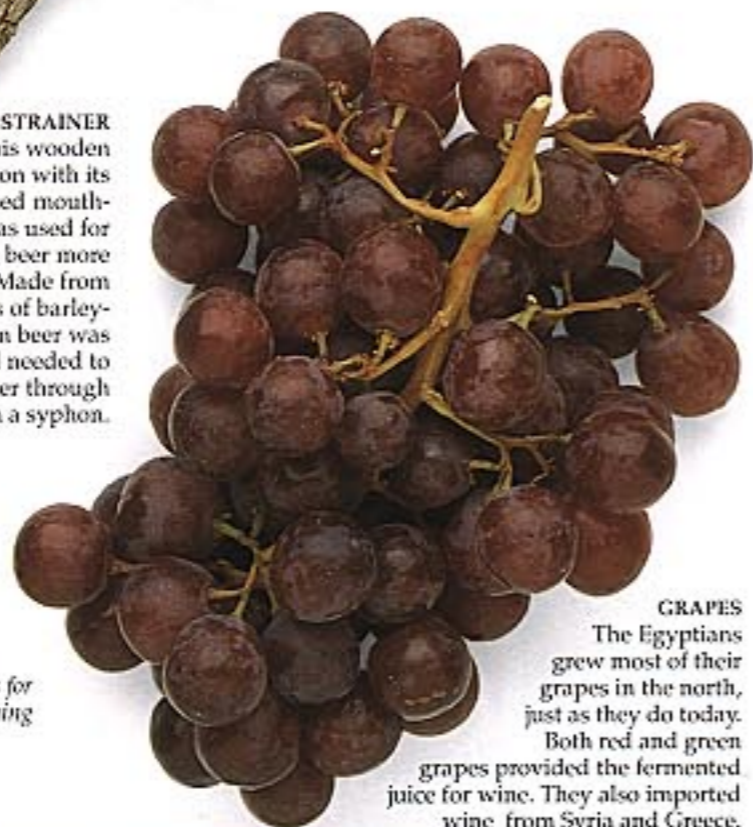 STRAINER
is wooden
on with its
ed mouth-
as used for
beer more
Made from
s of barley-
n beer was
needed to
er through
a syphon.
for
ing
GRAPES
The Egyptians
grew most of their
grapes in the north,
just as they do today.
Both red and green
grapes provided the fermented
juice for wine. They also imported
wine from Syria and Greece.